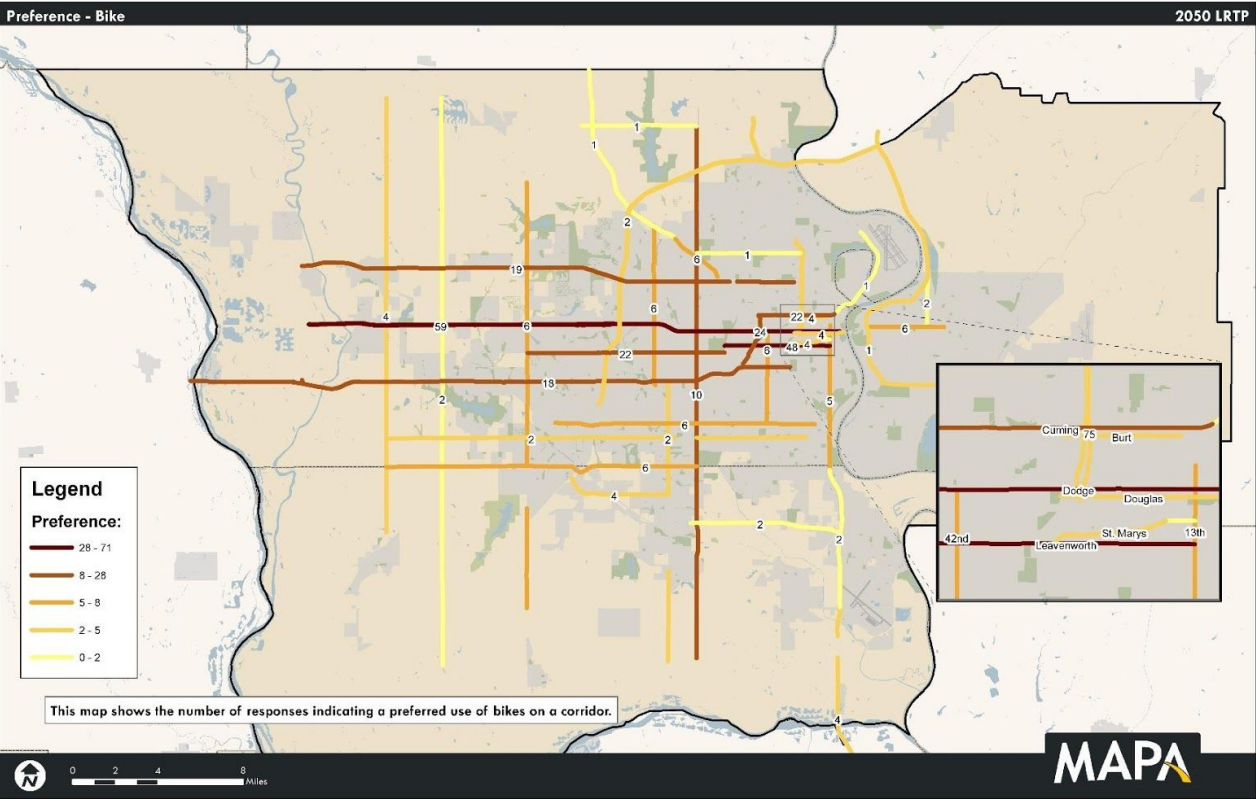 Preference - Bike
2050 LRTP
1
1
2
6
1
19
6
1
2
4
59
6
24
22
4
4
48
4
6
6
1
22
18
2
10
5
6
2
2
6
4
2
2
4
Cuming
75
Burt
Dodge
Douglas
St. Marys
13th
42nd
Leavenworth
Legend
Preference:
28 - 71
8 - 28
5 - 8
2 - 5
0 - 2
This map shows the number of responses indicating a preferred use of bikes on a corridor.
N
0 2 4 8
Miles
MAPA